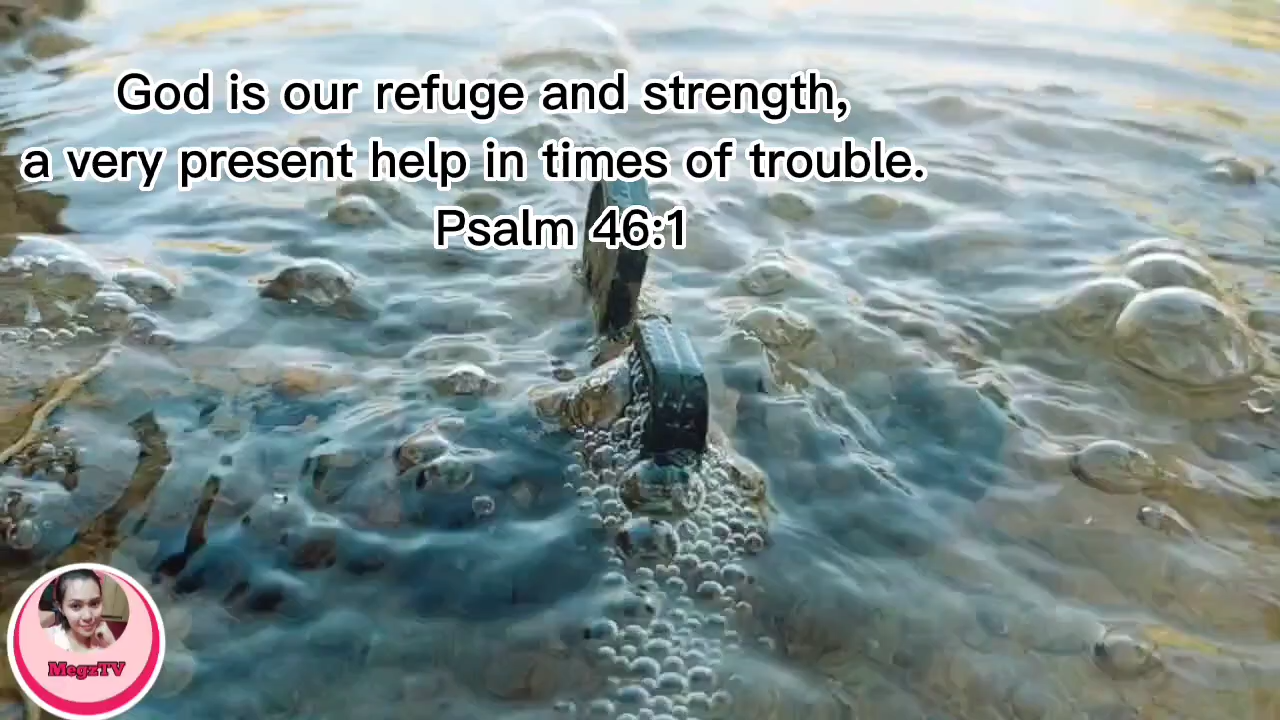 God is our refuge and strength,
a very present help in times of trouble.
Psalm 46:1
MegzTV